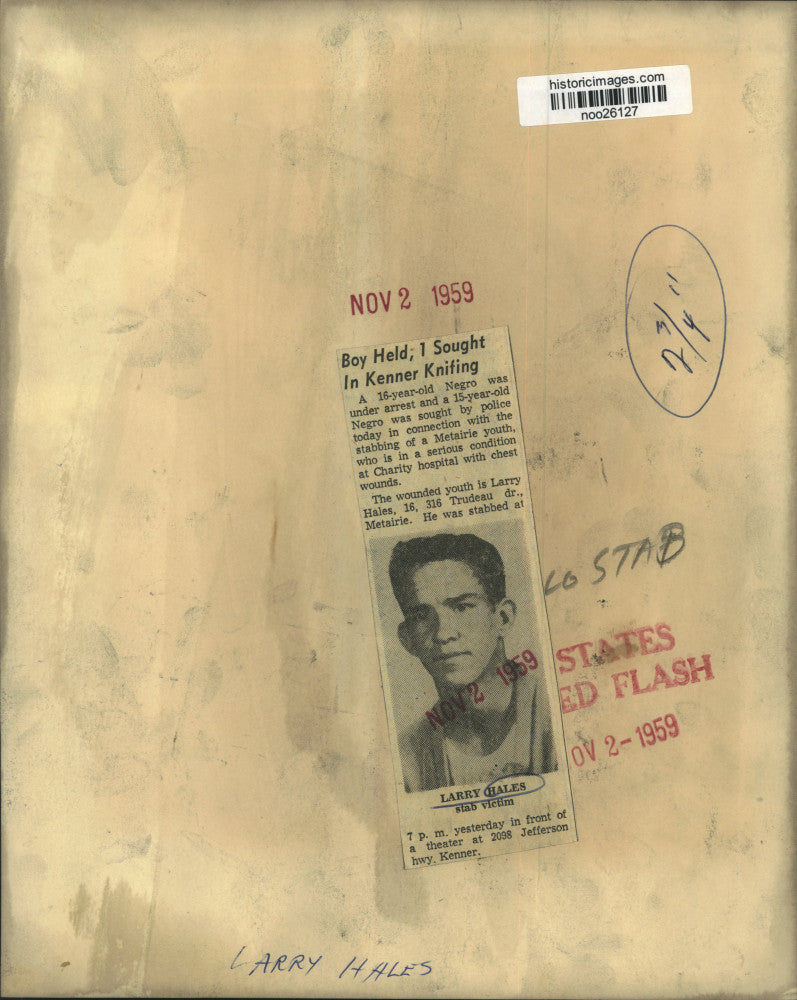 historicimages.com
noo26127
2 3/4"
NOV 2 1959
Boy Held; 1 Sought
In Kenner Knifing
A 16-year-old Negro was
under arrest and a 15-year-old
Negro was sought by police
today in connection with the
stabbing of a Metairie youth,
who is in a serious condition
at Charity hospital with chest
wounds.
The wounded youth is Larry
Hales, 16, 316 Trudeau dr.,
Metairie. He was stabbed at
STAB
NOV 2 1959
STATES
ED FLASH
OV 2-1959
LARRY HALES
stab victim
7 p. m. yesterday in front of
a theater at 2098 Jefferson
hwy. Kenner.
LARRY HALES